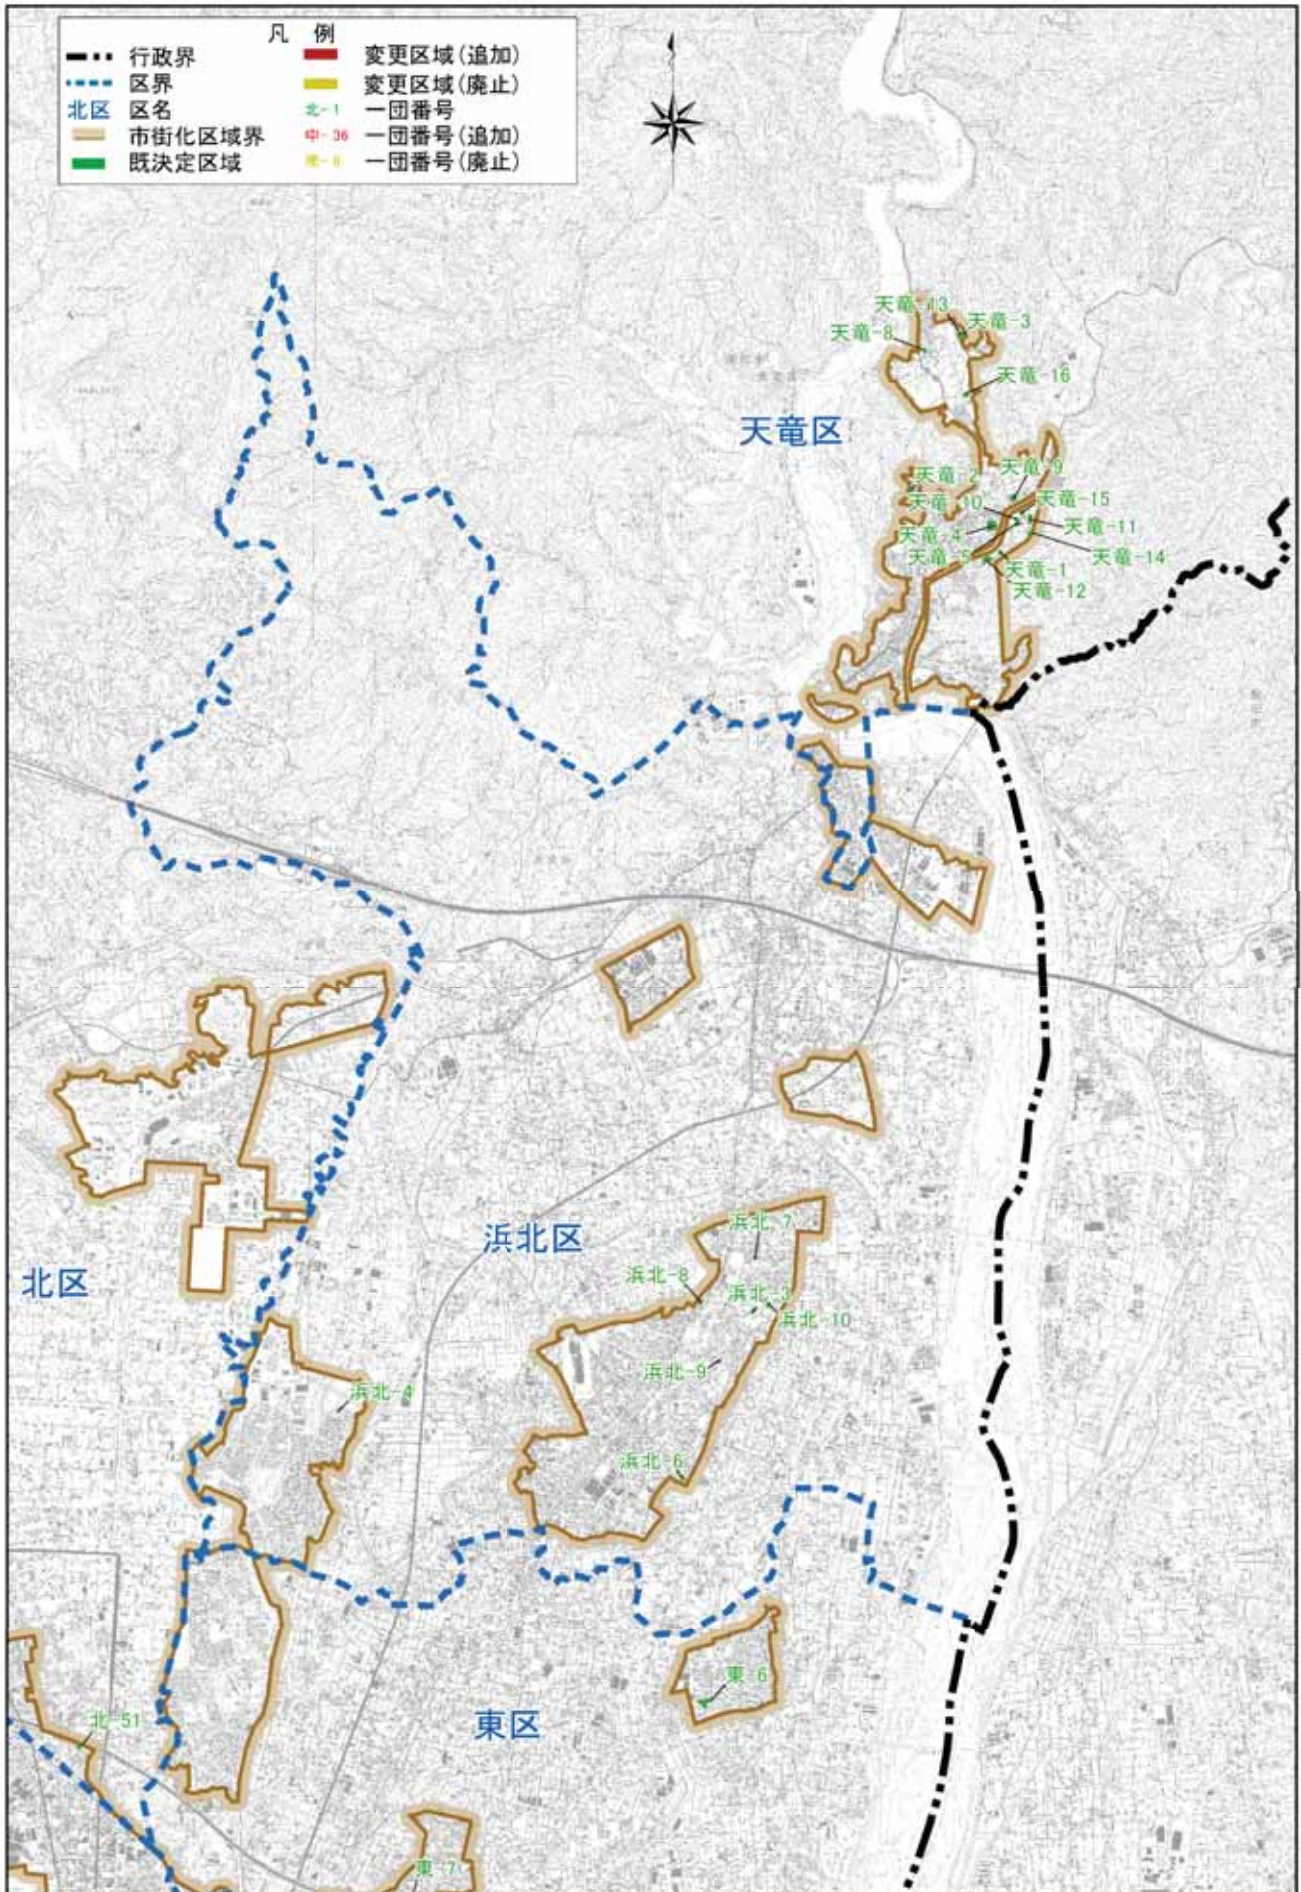 凡 例
行政界
変更区域(追加)
区界
変更区域(廃止)
北区 区名
北-1 一団番号
市街化区域界
中-36 一団番号(追加)
既決定区域
一団番号(廃止)
天竜-13
天竜-3
天竜-8
天竜-16
天竜区
天竜-2
天竜-9
天竜-10
天竜-15
天竜-4
天竜-11
天竜-5
天竜-14
天竜-1
天竜-12
浜北-7
浜北区
北区
浜北-8
浜北-3
浜北-10
浜北-9
浜北-4
浜北-6
東-6
東区
北-51
東-7